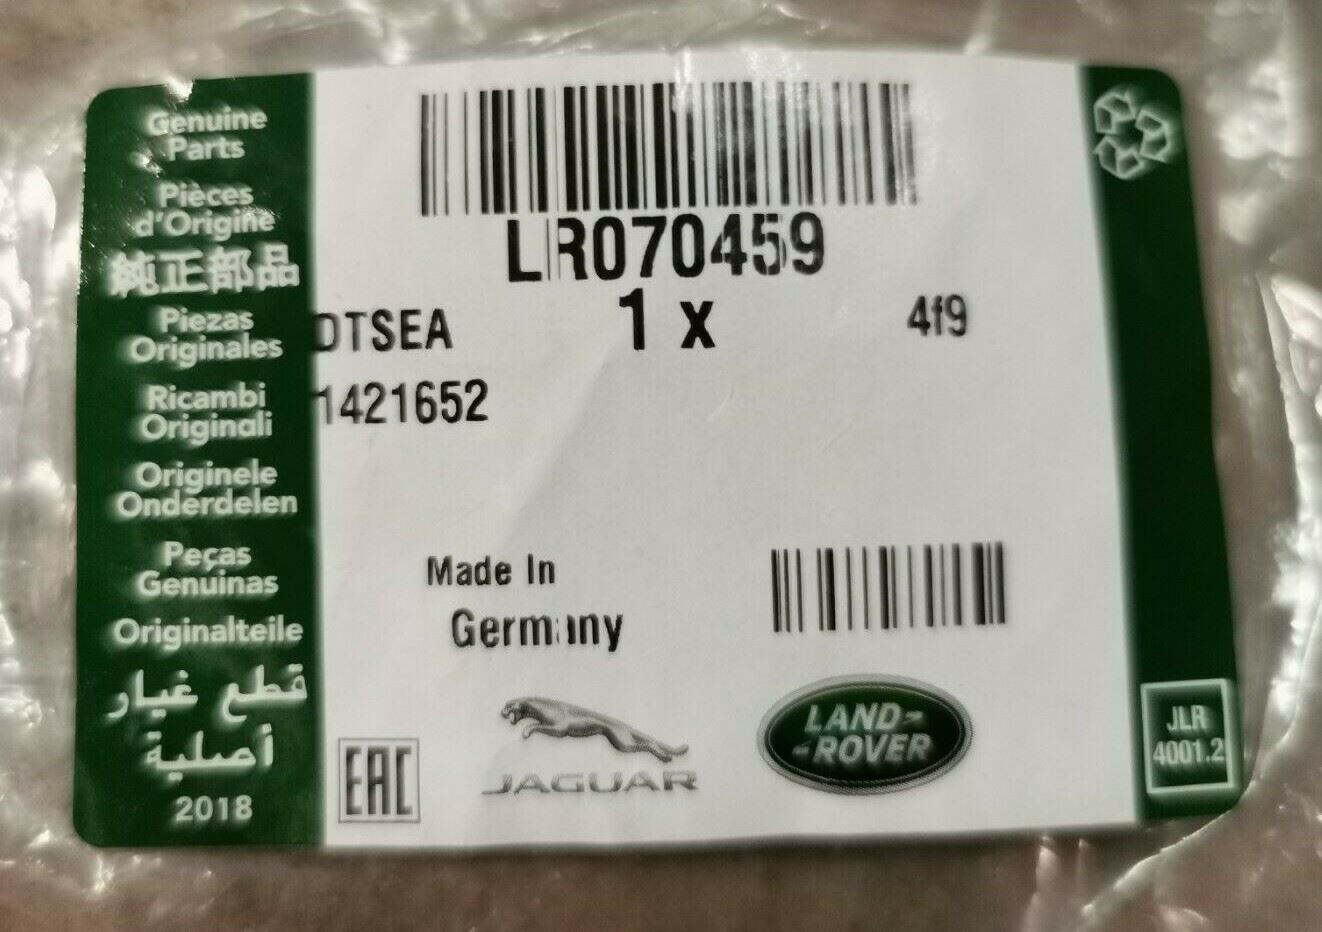 Genuine
Parts
Pièces
d'Origine
純正部品
Piezas
Originales
Ricambi
Originali
Originele
Onderdelen
Peças
Genuinas
Originalteile
قطع غيار
أصلية
2018
LR070459
1 x
4f9
DTSEA
1421652
Made In
Germany
EAC
JAGUAR
LAND
ROVER
JLR
4001.2